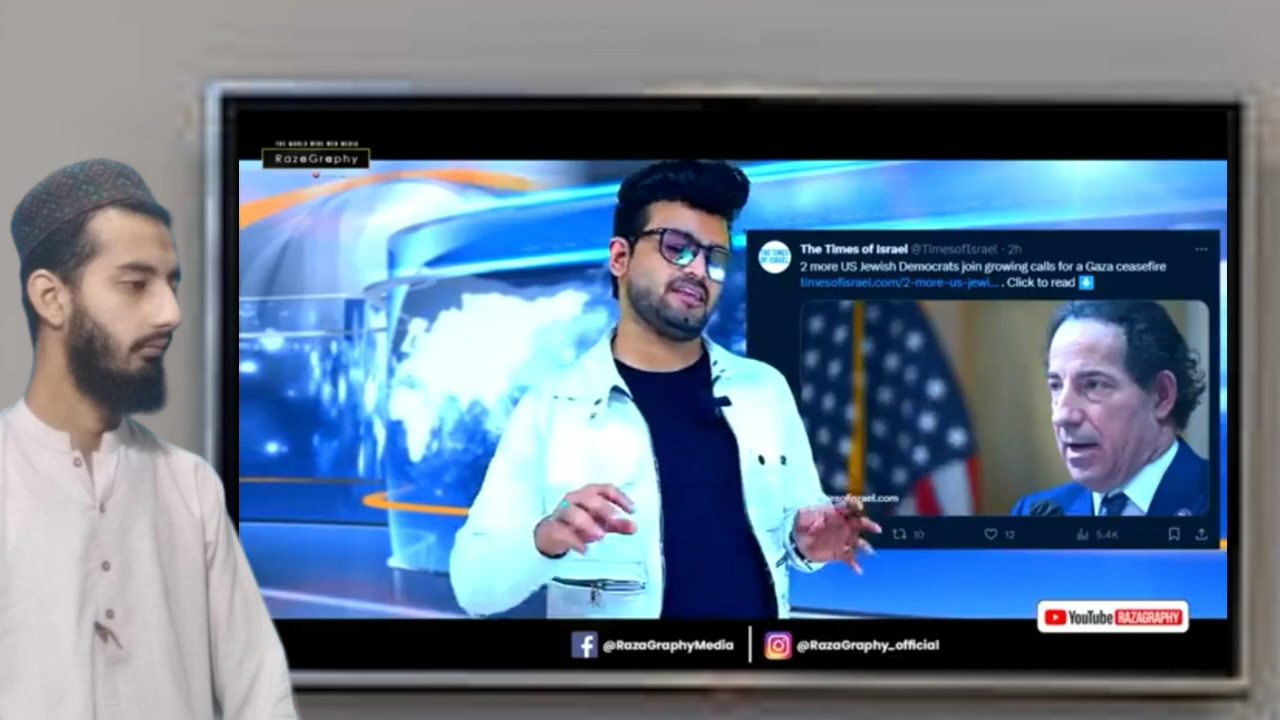 THE WORLD WIDE WEB MEDIA
RazaGraphy
The Times of Israel @TimesofIsrael · 2h
2 more US Jewish Democrats join growing calls for a Gaza ceasefire
timesofisrael.com/2-more-us-jewi... . Click to read
esofisrael.com
10 12 5.4K
YouTube RAZAGRAPHY
@RazaGraphyMedia
@RazaGraphy_official